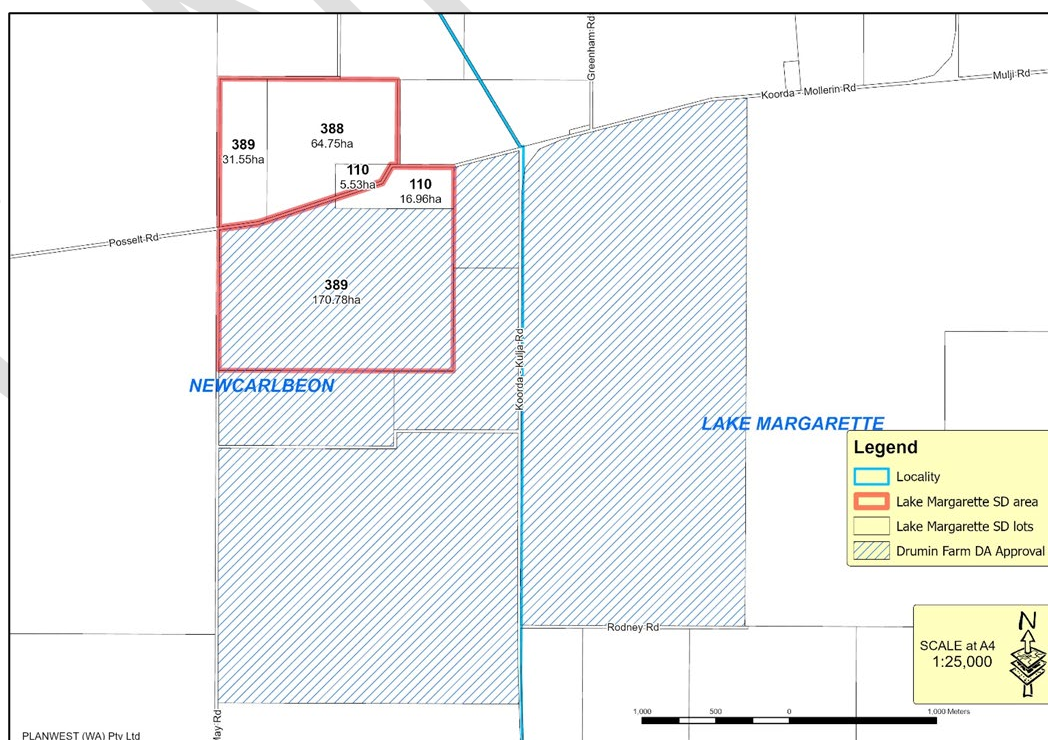 Greenham Rd
Mulji Rd
Koorda - Mollerin Rd
388
64.75ha
389
31.55ha
110
5.53ha
110
16.96ha
Posselt Rd
389
170.78ha
Koorda - Kulja Rd
NEWCARLBEON
LAKE MARGARETTE
Legend
Locality
Lake Margarette SD area
Lake Margarette SD lots
Drumin Farm DA Approval
Rodney Rd
N
SCALE at A4
1:25,000
1,000 500 0 1,000 Meters
May Rd
PLANWEST (WA) Pty Ltd